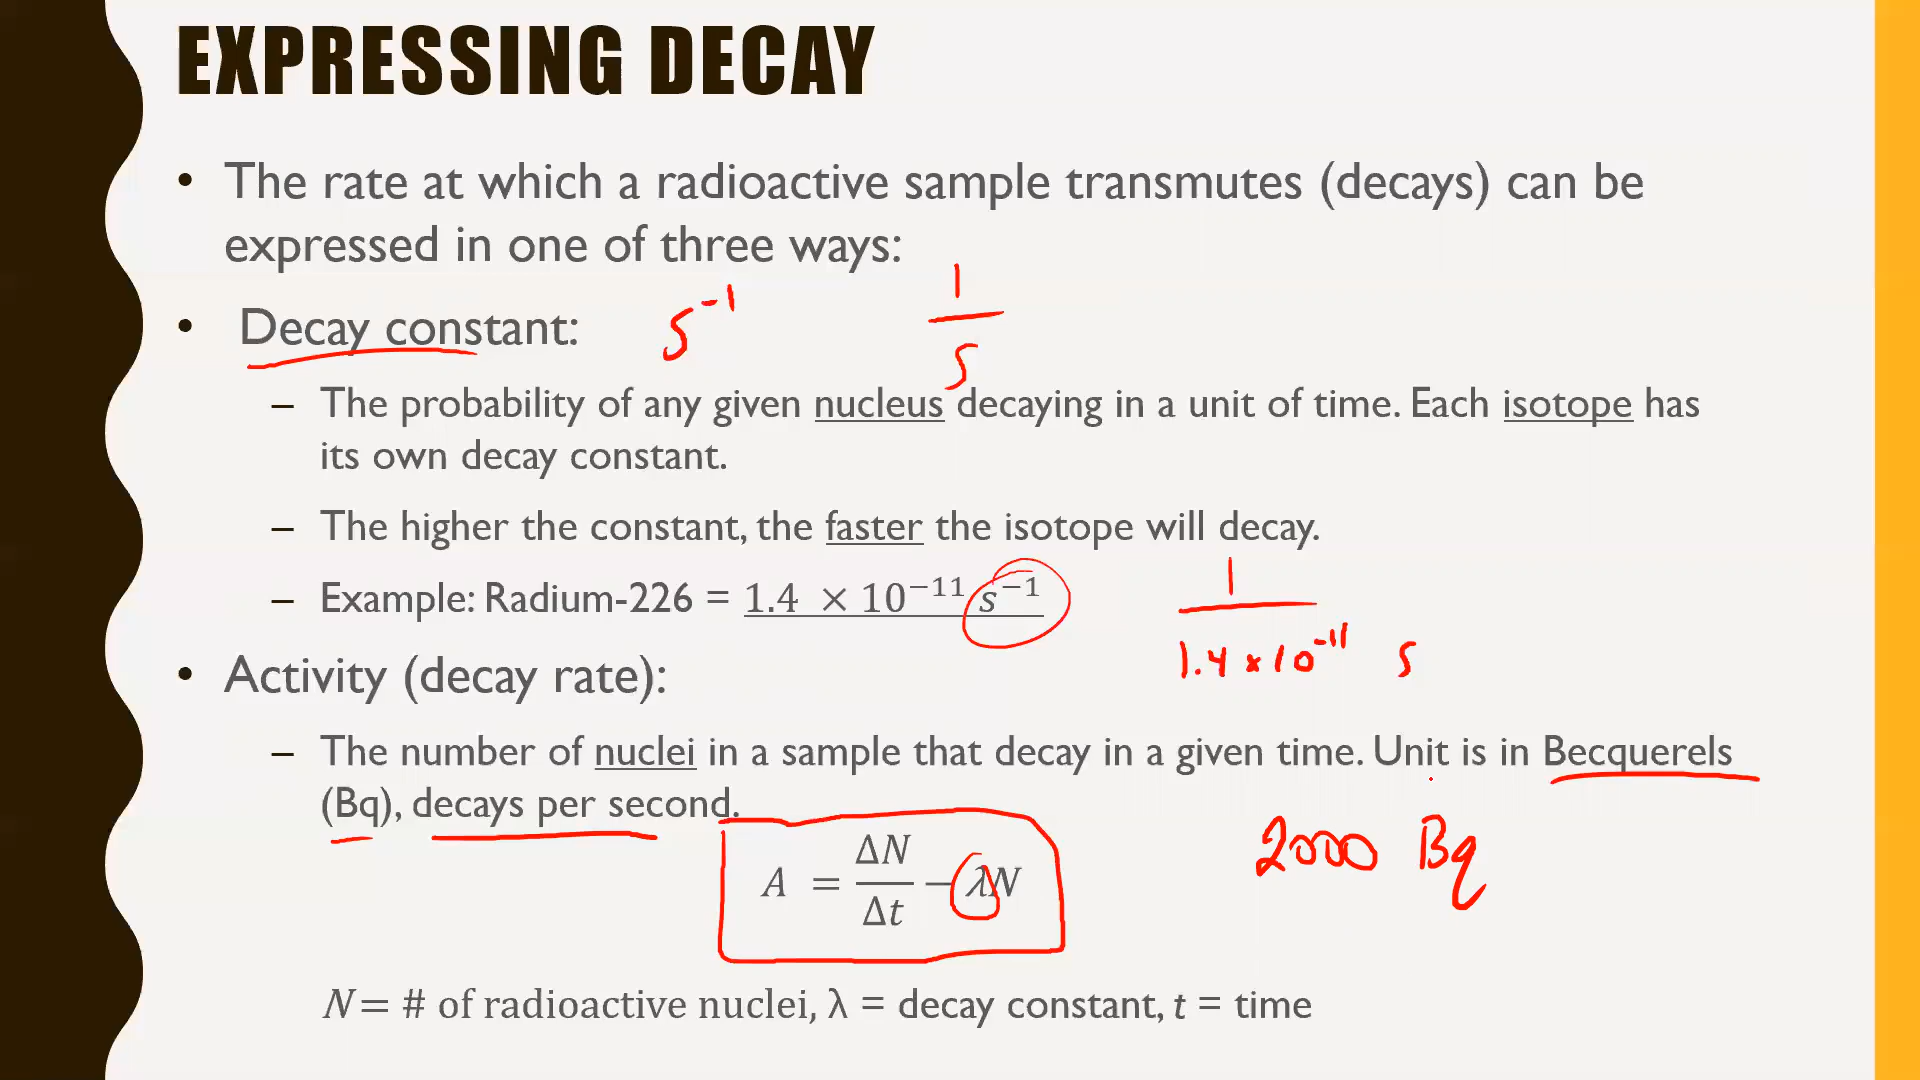 EXPRESSING DECAY
• The rate at which a radioactive sample transmutes (decays) can be
expressed in one of three ways:
• Decay constant: s⁻¹ 1/s
– The probability of any given nucleus decaying in a unit of time. Each isotope has
its own decay constant.
– The higher the constant, the faster the isotope will decay.
– Example: Radium-226 = 1.4 × 10⁻¹¹ s⁻¹
1/(1.4 × 10⁻¹¹ s)
• Activity (decay rate):
– The number of nuclei in a sample that decay in a given time. Unit is in Becquerels
(Bq), decays per second.
A = ΔN/Δt − λN
2000 Bq
N = # of radioactive nuclei, λ = decay constant, t = time